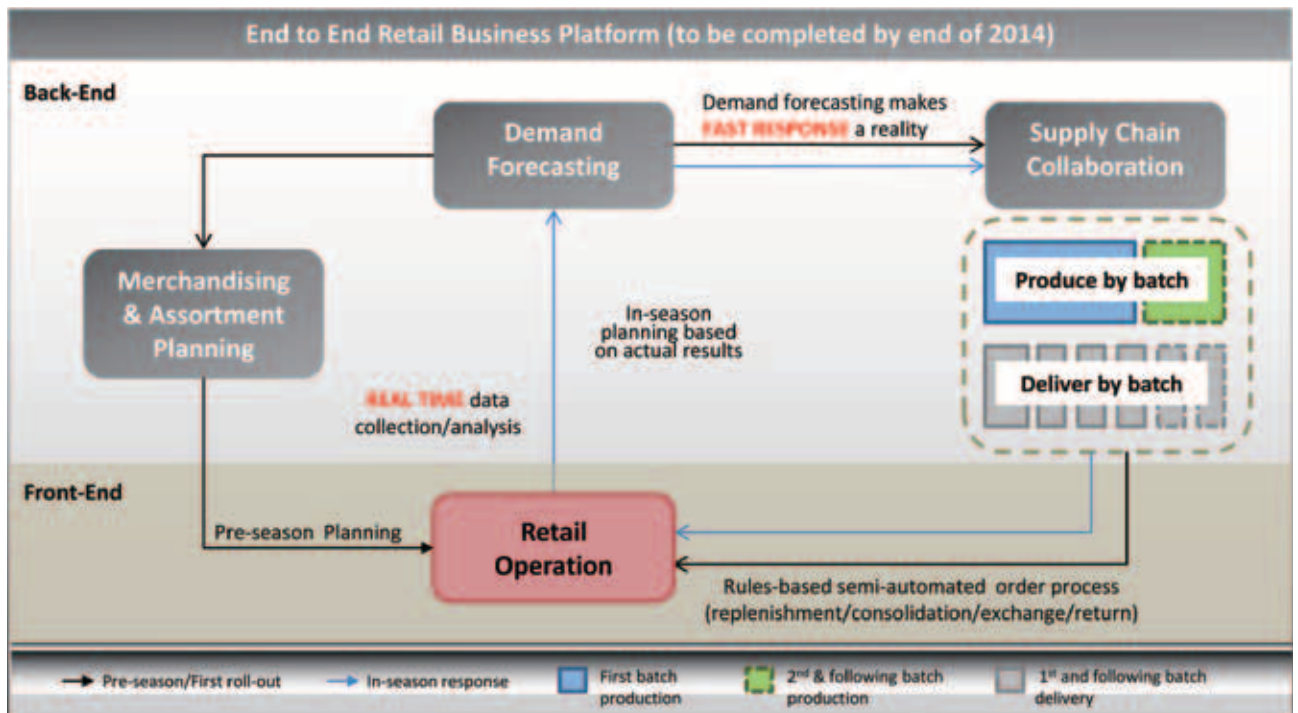 End to End Retail Business Platform (to be completed by end of 2014)
Back-End
Demand
Forecasting
Demand forecasting makes
FAST RESPONSE a reality
Supply Chain
Collaboration
Merchandising
& Assortment
Planning
Produce by batch
In-season
planning based
on actual results
Deliver by batch
REAL TIME data
collection/analysis
Front-End
Pre-season Planning
Retail
Operation
Rules-based semi-automated order process
(replenishment/consolidation/exchange/return)
Pre-season/First roll-out
In-season response
First batch
production
2nd & following batch
production
1st and following batch
delivery